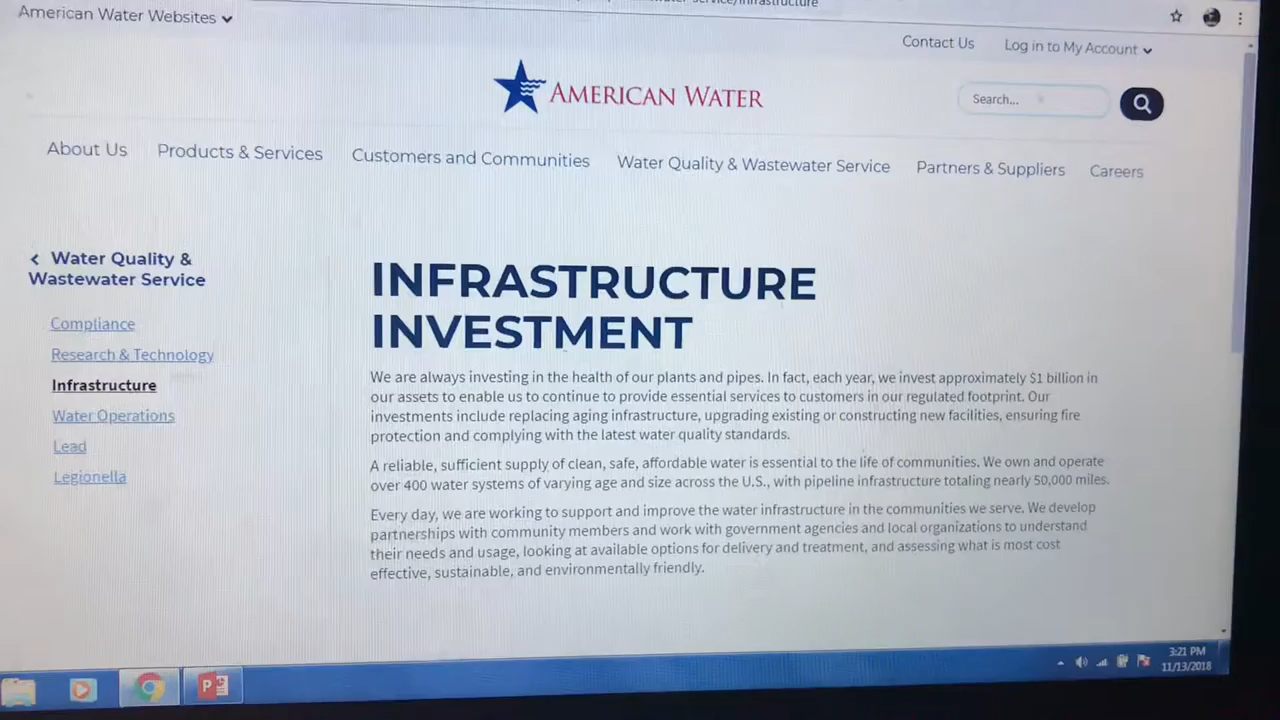 American Water Websites
Contact Us
Log in to My Account
AMERICAN WATER
Search...
About Us
Products & Services
Customers and Communities
Water Quality & Wastewater Service
Partners & Suppliers
Careers
Water Quality &
Wastewater Service
Compliance
Research & Technology
Infrastructure
Water Operations
Lead
Legionella
INFRASTRUCTURE
INVESTMENT
We are always investing in the health of our plants and pipes. In fact, each year, we invest approximately $1 billion in
our assets to enable us to continue to provide essential services to customers in our regulated footprint. Our
investments include replacing aging infrastructure, upgrading existing or constructing new facilities, ensuring fire
protection and complying with the latest water quality standards.
A reliable, sufficient supply of clean, safe, affordable water is essential to the life of communities. We own and operate
over 400 water systems of varying age and size across the U.S., with pipeline infrastructure totaling nearly 50,000 miles.
Every day, we are working to support and improve the water infrastructure in the communities we serve. We develop
partnerships with community members and work with government agencies and local organizations to understand
their needs and usage, looking at available options for delivery and treatment, and assessing what is most cost
effective, sustainable, and environmentally friendly.
3:21 PM
11/13/2018